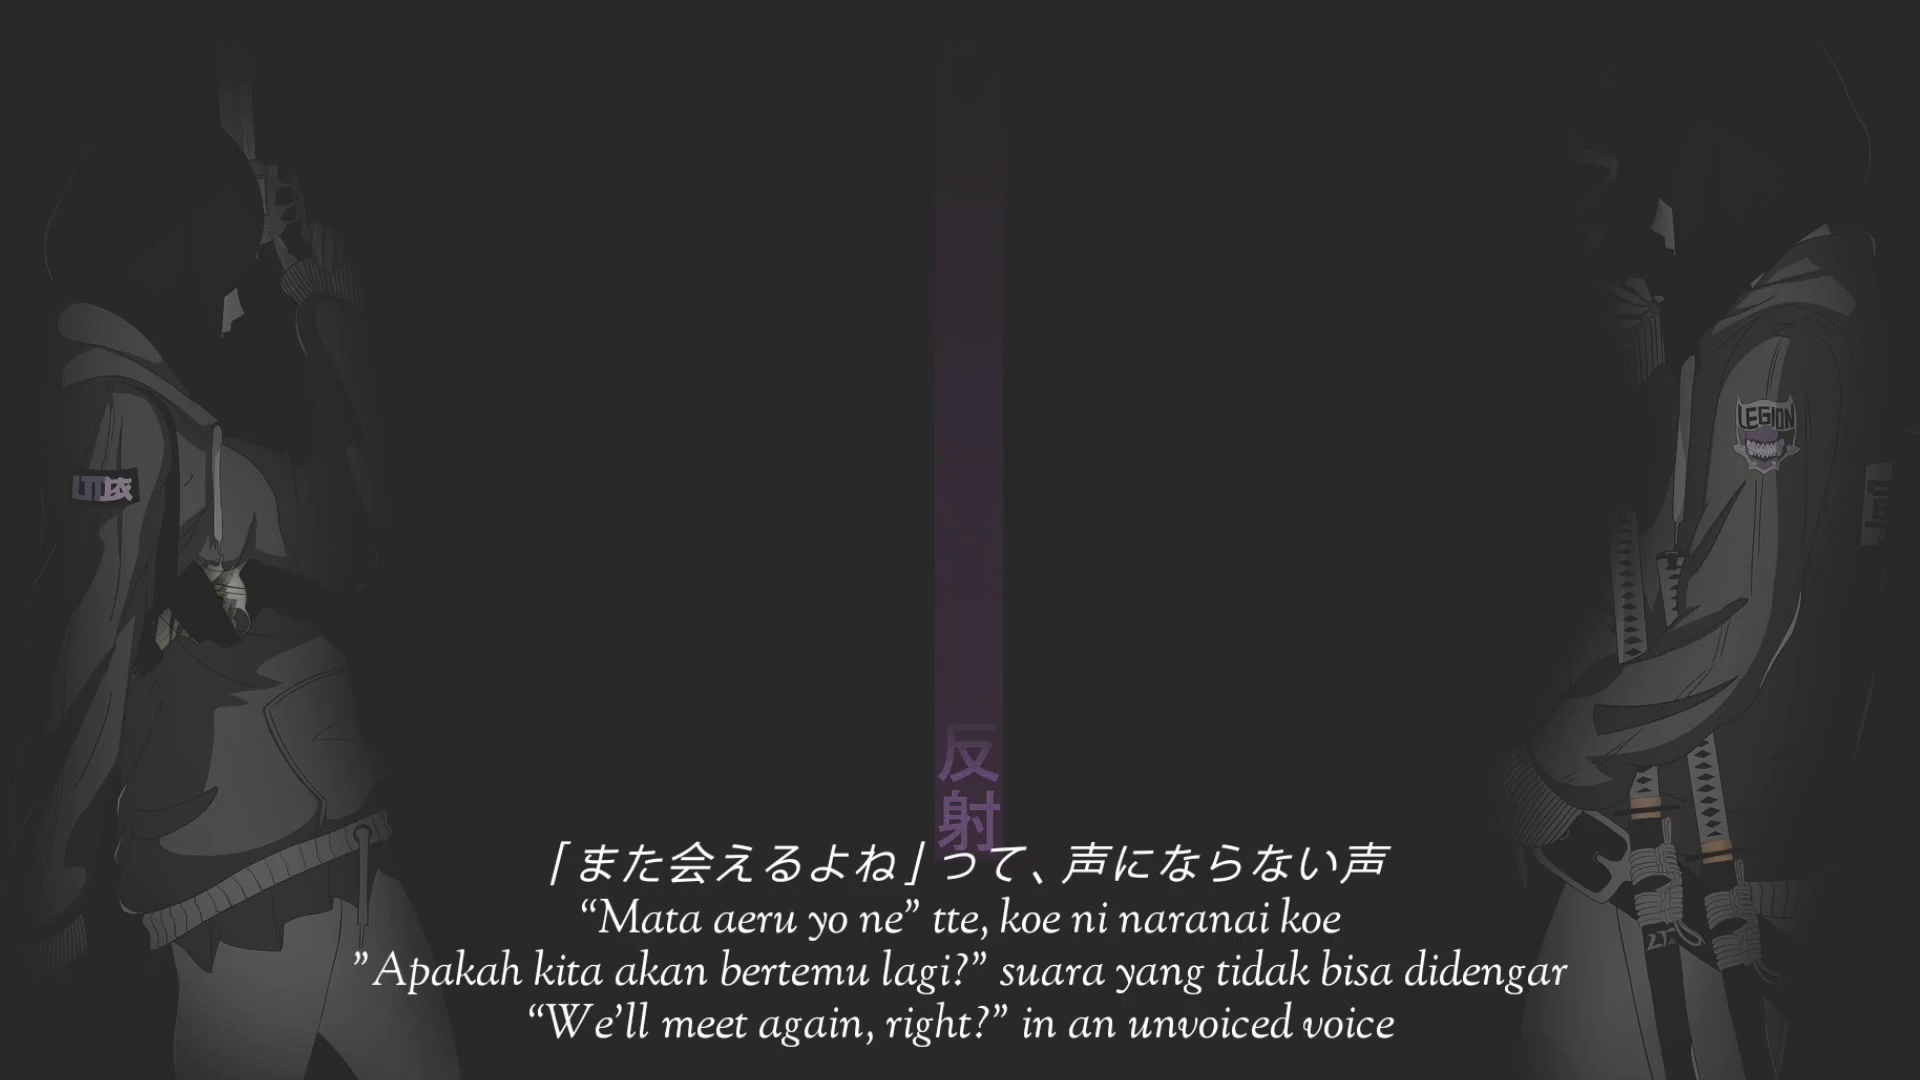 LEGION
反
射
「また会えるよね」って、声にならない声
“Mata aeru yo ne” tte, koe ni naranai koe
”Apakah kita akan bertemu lagi?” suara yang tidak bisa didengar
“We’ll meet again, right?” in an unvoiced voice